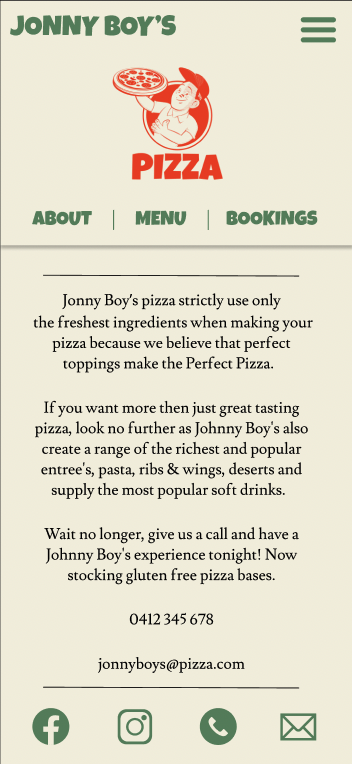 JONNY BOY'S
PIZZA
ABOUT | MENU | BOOKINGS
Jonny Boy's pizza strictly use only
the freshest ingredients when making your
pizza because we believe that perfect
toppings make the Perfect Pizza.
If you want more then just great tasting
pizza, look no further as Johnny Boy's also
create a range of the richest and popular
entree's, pasta, ribs & wings, deserts and
supply the most popular soft drinks.
Wait no longer, give us a call and have a
Johnny Boy's experience tonight! Now
stocking gluten free pizza bases.
0412 345 678
jonnyboys@pizza.com